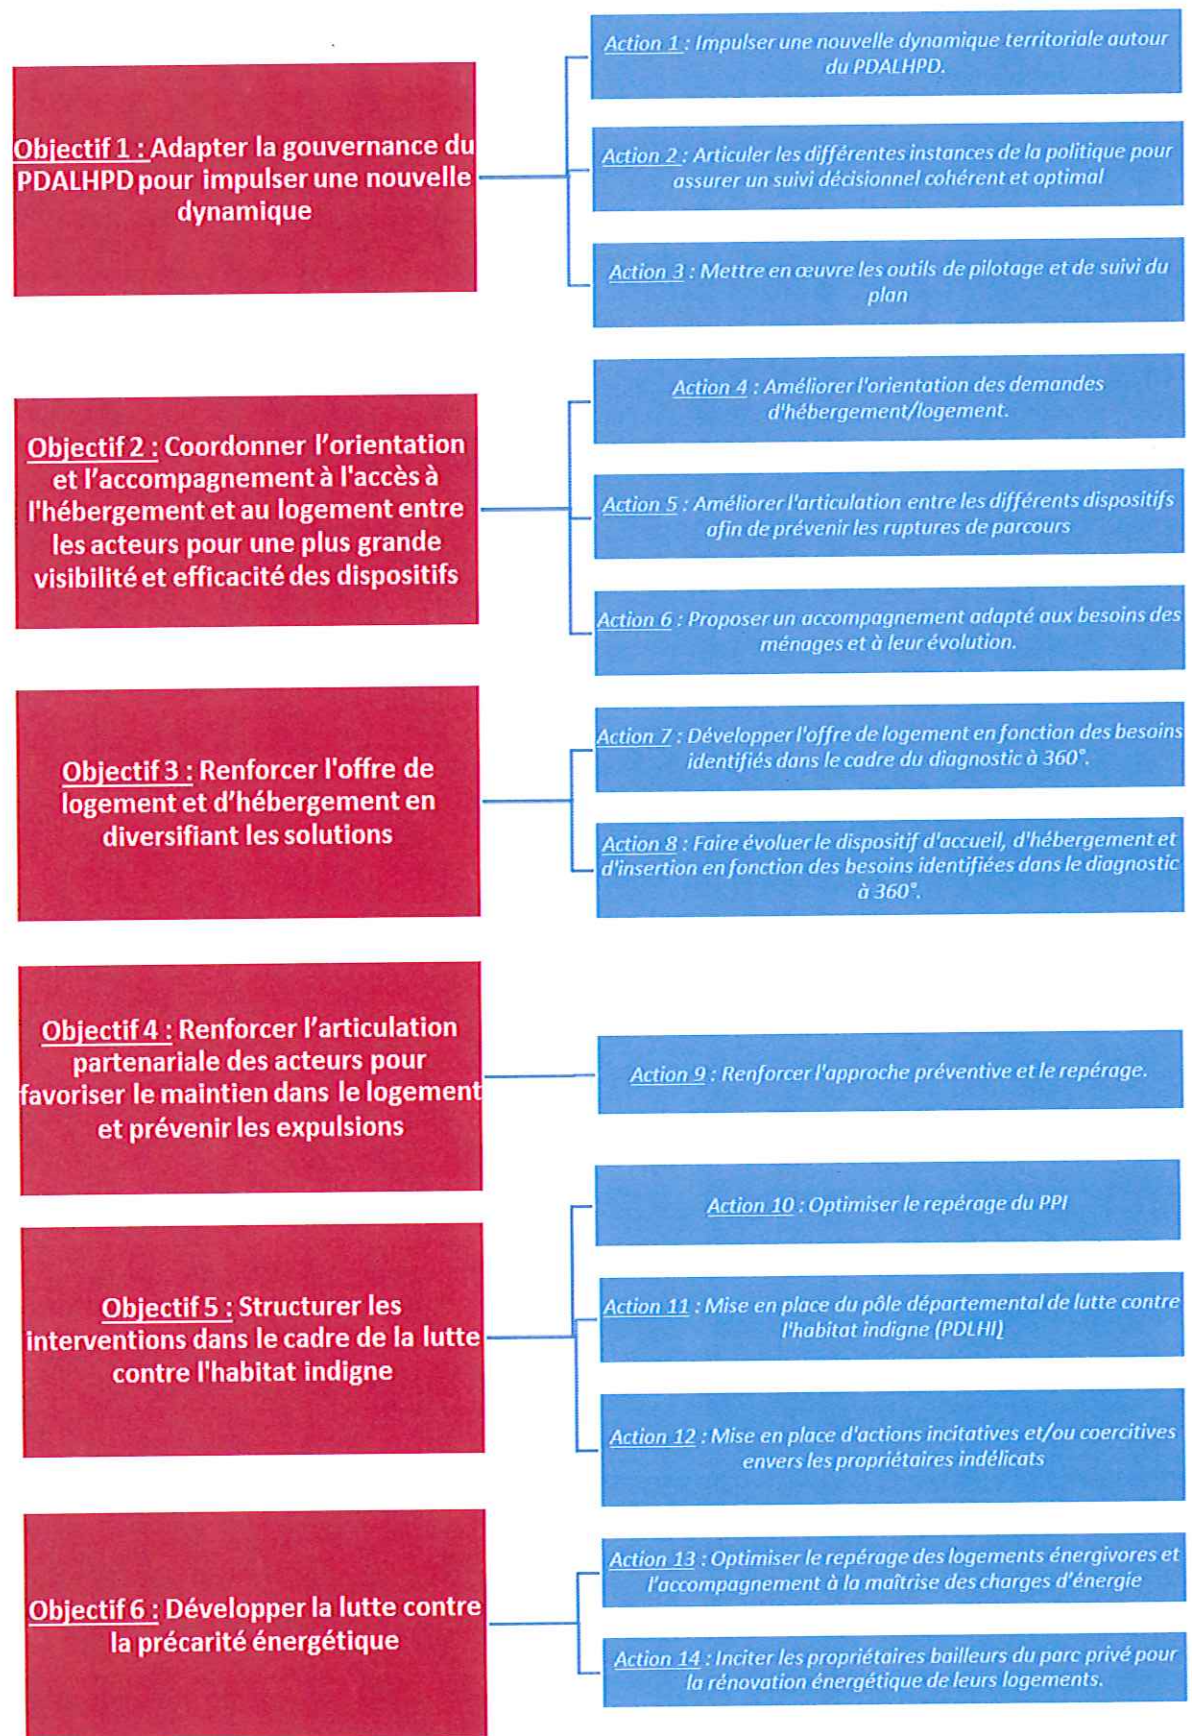 Objectif 1 : Adapter la gouvernance du
PDALHPD pour impulser une nouvelle
dynamique
Action 1 : Impulser une nouvelle dynamique territoriale autour
du PDALHPD.
Action 2 : Articuler les différentes instances de la politique pour
assurer un suivi décisionnel cohérent et optimal
Action 3 : Mettre en œuvre les outils de pilotage et de suivi du
plan
Objectif 2 : Coordonner l'orientation
et l'accompagnement à l'accès à
l'hébergement et au logement entre
les acteurs pour une plus grande
visibilité et efficacité des dispositifs
Action 4 : Améliorer l'orientation des demandes
d'hébergement/logement.
Action 5 : Améliorer l'articulation entre les différents dispositifs
afin de prévenir les ruptures de parcours
Action 6 : Proposer un accompagnement adapté aux besoins des
ménages et à leur évolution.
Objectif 3 : Renforcer l'offre de
logement et d'hébergement en
diversifiant les solutions
Action 7 : Développer l'offre de logement en fonction des besoins
identifiés dans le cadre du diagnostic à 360°.
Action 8 : Faire évoluer le dispositif d'accueil, d'hébergement et
d'insertion en fonction des besoins identifiées dans le diagnostic
à 360°.
Objectif 4 : Renforcer l'articulation
partenariale des acteurs pour
favoriser le maintien dans le logement
et prévenir les expulsions
Action 9 : Renforcer l'approche préventive et le repérage.
Objectif 5 : Structurer les
interventions dans le cadre de la lutte
contre l'habitat indigne
Action 10 : Optimiser le repérage du PPI
Action 11 : Mise en place du pôle départemental de lutte contre
l'habitat indigne (PDLHI)
Action 12 : Mise en place d'actions incitatives et/ou coercitives
envers les propriétaires indélicats
Objectif 6 : Développer la lutte contre
la précarité énergétique
Action 13 : Optimiser le repérage des logements énergivores et
l'accompagnement à la maîtrise des charges d'énergie
Action 14 : Inciter les propriétaires bailleurs du parc privé pour
la rénovation énergétique de leurs logements.